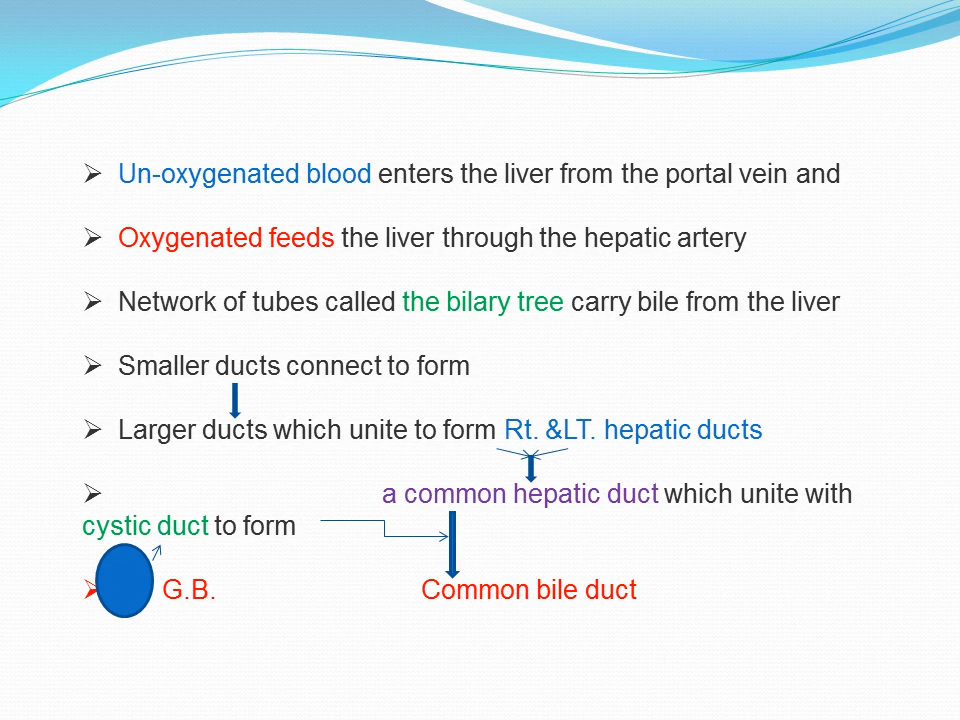 Un-oxygenated blood enters the liver from the portal vein and
Oxygenated feeds the liver through the hepatic artery
Network of tubes called the bilary tree carry bile from the liver
Smaller ducts connect to form
Larger ducts which unite to form Rt. &LT. hepatic ducts
a common hepatic duct which unite with
cystic duct to form
G.B. Common bile duct